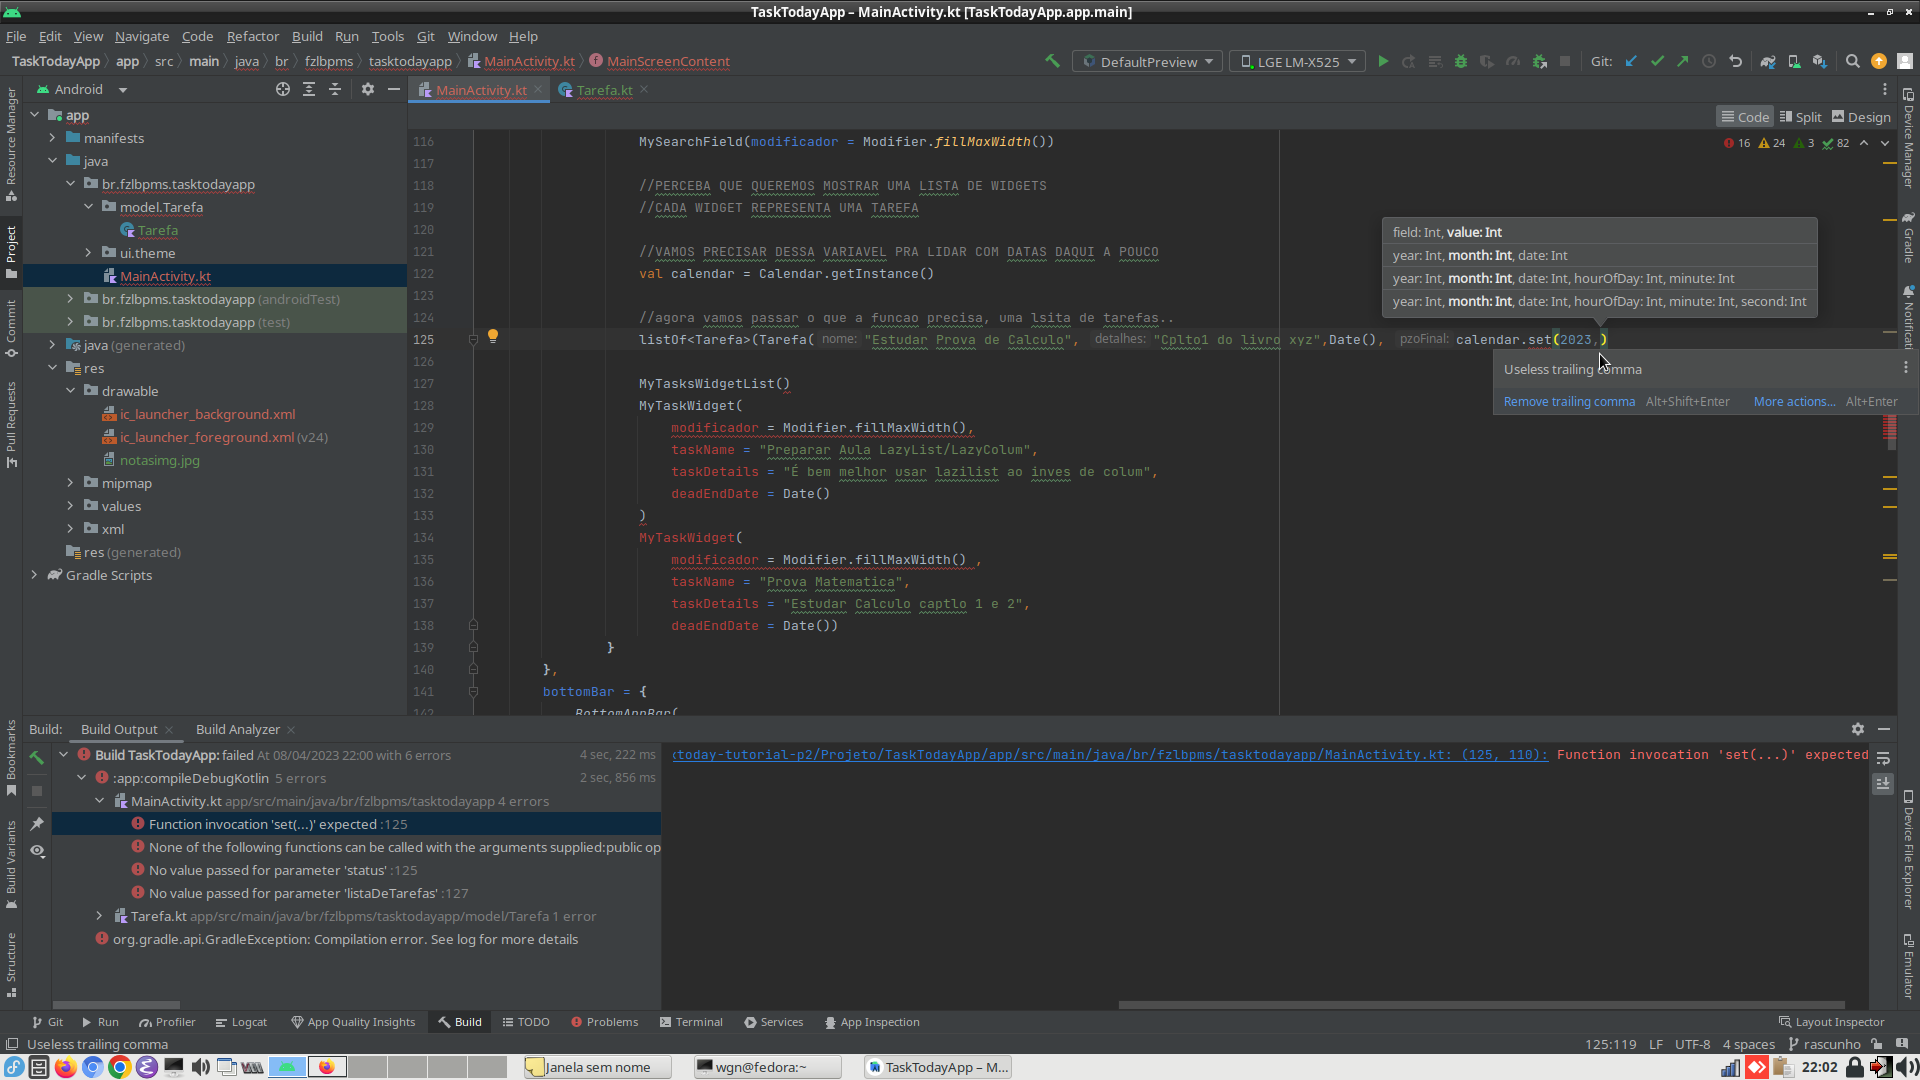 TaskTodayApp – MainActivity.kt [TaskTodayApp.app.main]
File Edit View Navigate Code Refactor Build Run Tools Git Window Help
TaskTodayApp app src main java br fzlbpms tasktodayapp MainActivity.kt MainScreenContent
DefaultPreview LGE LM-X525 Git:
Android
MainActivity.kt Tarefa.kt
Code Split Design
app
manifests
java
br.fzlbpms.tasktodayapp
model.Tarefa
Tarefa
ui.theme
MainActivity.kt
br.fzlbpms.tasktodayapp (androidTest)
br.fzlbpms.tasktodayapp (test)
java (generated)
res
drawable
ic_launcher_background.xml
ic_launcher_foreground.xml (v24)
notasimg.jpg
mipmap
values
xml
res (generated)
Gradle Scripts
Resource Manager
Project
Commit
Pull Requests
Bookmarks
Build Variants
Structure
16 24 3 82
116 MySearchField(modificador = Modifier.fillMaxWidth())
117
118 //PERCEBA QUE QUEREMOS MOSTRAR UMA LISTA DE WIDGETS
119 //CADA WIDGET REPRESENTA UMA TAREFA
120
121 //VAMOS PRECISAR DESSA VARIAVEL PRA LIDAR COM DATAS DAQUI A POUCO
122 val calendar = Calendar.getInstance()
123
124 //agora vamos passar o que a funcao precisa, uma lsita de tarefas..
125 listOf<Tarefa>(Tarefa( nome: "Estudar Prova de Calculo", detalhes: "Cplto1 do livro xyz",Date(), pzoFinal: calendar.set(2023,)
126
127 MyTasksWidgetList()
128 MyTaskWidget(
129 modificador = Modifier.fillMaxWidth(),
130 taskName = "Preparar Aula LazyList/LazyColum",
131 taskDetails = "É bem melhor usar lazilist ao inves de colum",
132 deadEndDate = Date()
133 )
134 MyTaskWidget(
135 modificador = Modifier.fillMaxWidth() ,
136 taskName = "Prova Matematica",
137 taskDetails = "Estudar Calculo captlo 1 e 2",
138 deadEndDate = Date())
139 }
140 },
141 bottomBar = {
142 BottomAppBar(
field: Int, value: Int
year: Int, month: Int, date: Int
year: Int, month: Int, date: Int, hourOfDay: Int, minute: Int
year: Int, month: Int, date: Int, hourOfDay: Int, minute: Int, second: Int
Useless trailing comma
Remove trailing comma Alt+Shift+Enter More actions... Alt+Enter
Device Manager
Gradle
Device File Explorer
Emulator
Build: Build Output Build Analyzer
Build TaskTodayApp: failed At 08/04/2023 22:00 with 6 errors 4 sec, 222 ms
:app:compileDebugKotlin 5 errors 2 sec, 856 ms
MainActivity.kt app/src/main/java/br/fzlbpms/tasktodayapp 4 errors
Function invocation 'set(...)' expected :125
None of the following functions can be called with the arguments supplied:public op
No value passed for parameter 'status' :125
No value passed for parameter 'listaDeTarefas' :127
Tarefa.kt app/src/main/java/br/fzlbpms/tasktodayapp/model/Tarefa 1 error
org.gradle.api.GradleException: Compilation error. See log for more details
today-tutorial-p2/Projeto/TaskTodayApp/app/src/main/java/br/fzlbpms/tasktodayapp/MainActivity.kt: (125, 110): Function invocation 'set(...)' expected
Git Run Profiler Logcat App Quality Insights Build TODO Problems Terminal Services App Inspection Layout Inspector
Useless trailing comma 125:119 LF UTF-8 4 spaces rascunho
Janela sem nome wgn@fedora:~ TaskTodayApp – M... 22:02